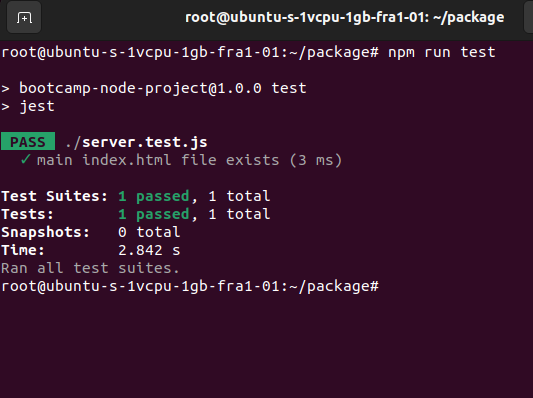 root@ubuntu-s-1vcpu-1gb-fra1-01: ~/package
root@ubuntu-s-1vcpu-1gb-fra1-01:~/package# npm run test
> bootcamp-node-project@1.0.0 test
> jest
PASS ./server.test.js
✓ main index.html file exists (3 ms)
Test Suites: 1 passed, 1 total
Tests: 1 passed, 1 total
Snapshots: 0 total
Time: 2.842 s
Ran all test suites.
root@ubuntu-s-1vcpu-1gb-fra1-01:~/package#